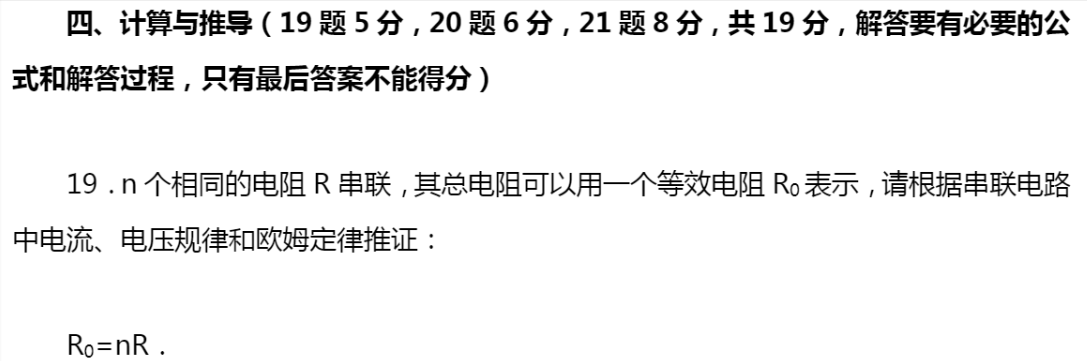 四、计算与推导（19 题 5 分，20 题 6 分，21 题 8 分，共 19 分，解答要有必要的公
式和解答过程，只有最后答案不能得分）
19．n 个相同的电阻 R 串联，其总电阻可以用一个等效电阻 R₀ 表示，请根据串联电路
中电流、电压规律和欧姆定律推证：
R₀=nR．